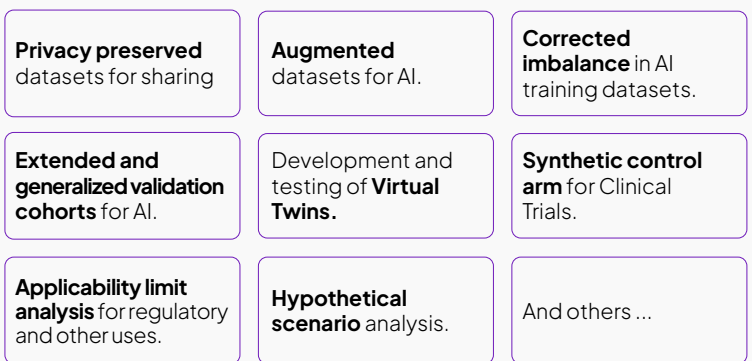 Privacy preserved
datasets for sharing
Augmented
datasets for AI.
Corrected
imbalance in AI
training datasets.
Extended and
generalized validation
cohorts for AI.
Development and
testing of Virtual
Twins.
Synthetic control
arm for Clinical
Trials.
Applicability limit
analysis for regulatory
and other uses.
Hypothetical
scenario analysis.
And others ...